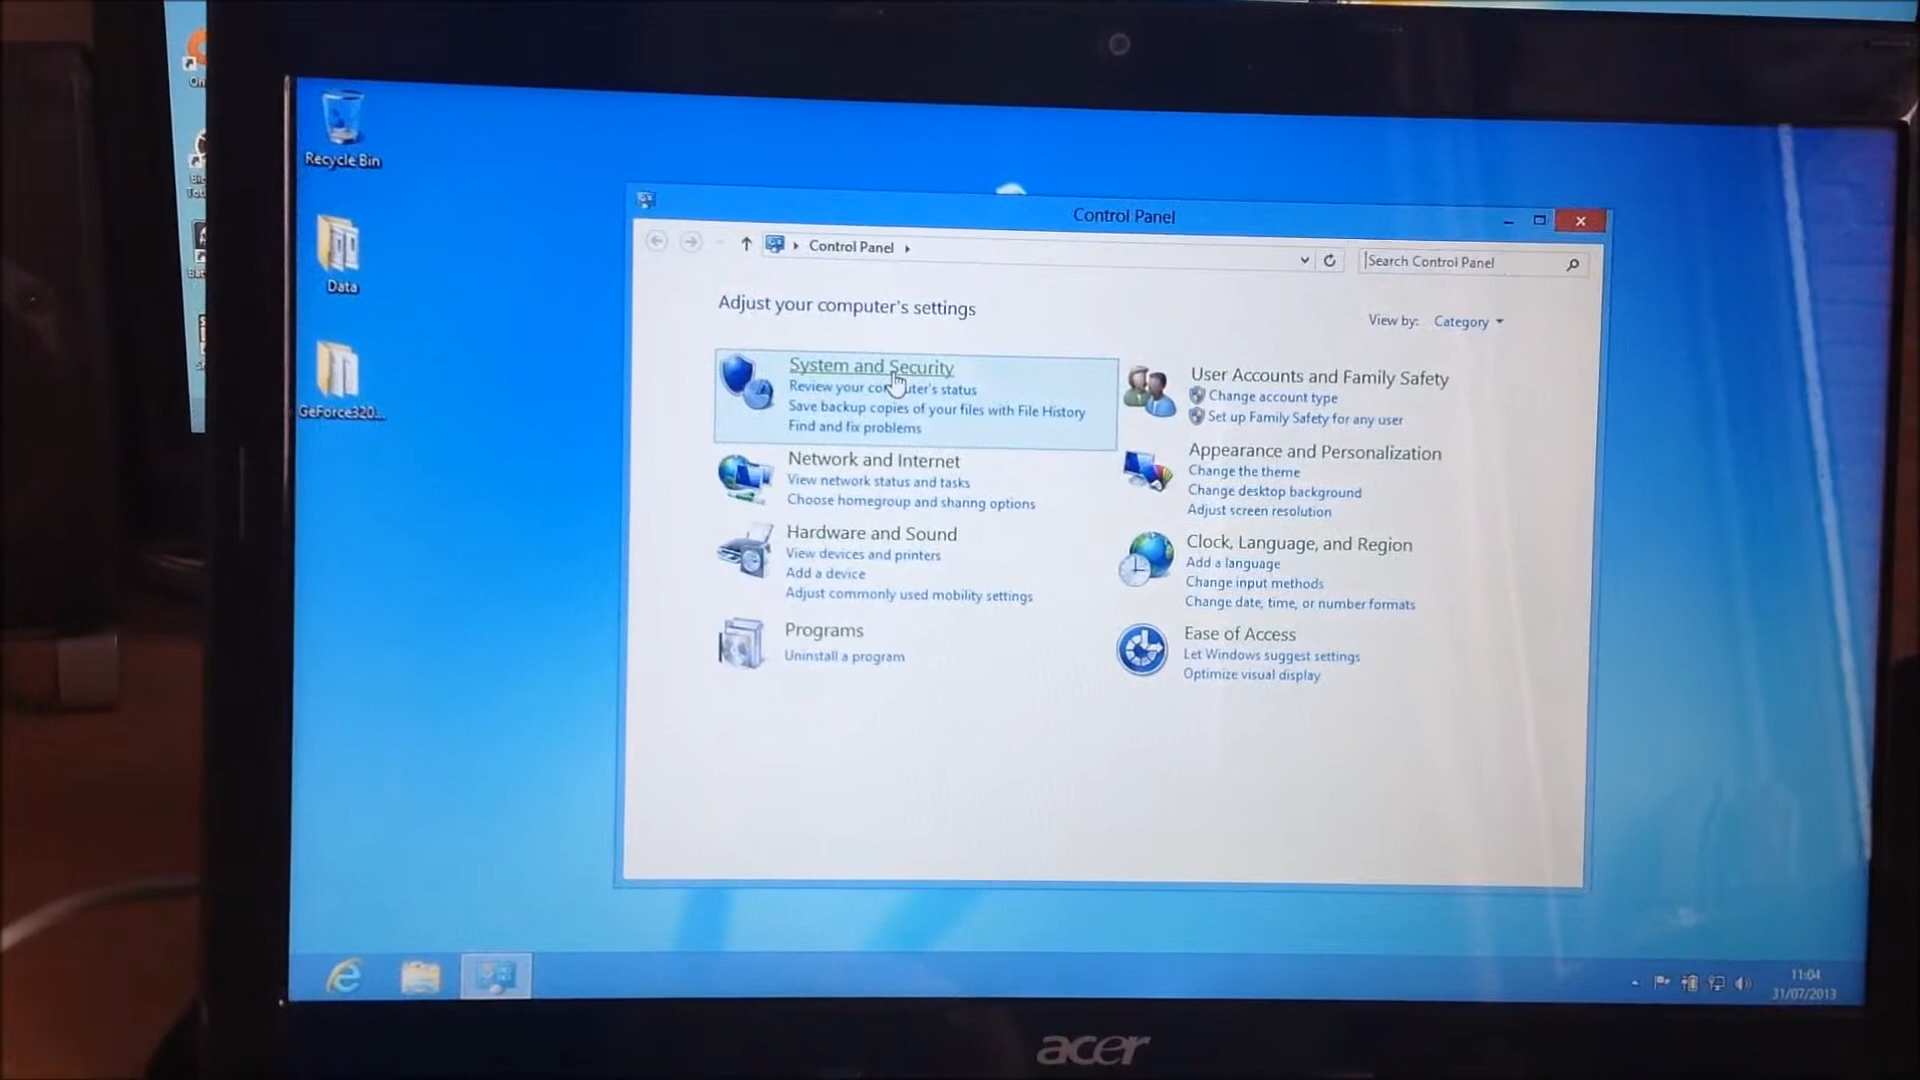 Recycle Bin
Data
GeForce320...
Control Panel
Control Panel
Search Control Panel
Adjust your computer's settings
View by: Category
System and Security
Review your computer's status
Save backup copies of your files with File History
Find and fix problems
Network and Internet
View network status and tasks
Choose homegroup and sharing options
Hardware and Sound
View devices and printers
Add a device
Adjust commonly used mobility settings
Programs
Uninstall a program
User Accounts and Family Safety
Change account type
Set up Family Safety for any user
Appearance and Personalization
Change the theme
Change desktop background
Adjust screen resolution
Clock, Language, and Region
Add a language
Change input methods
Change date, time, or number formats
Ease of Access
Let Windows suggest settings
Optimize visual display
11:04
31/07/2013
acer